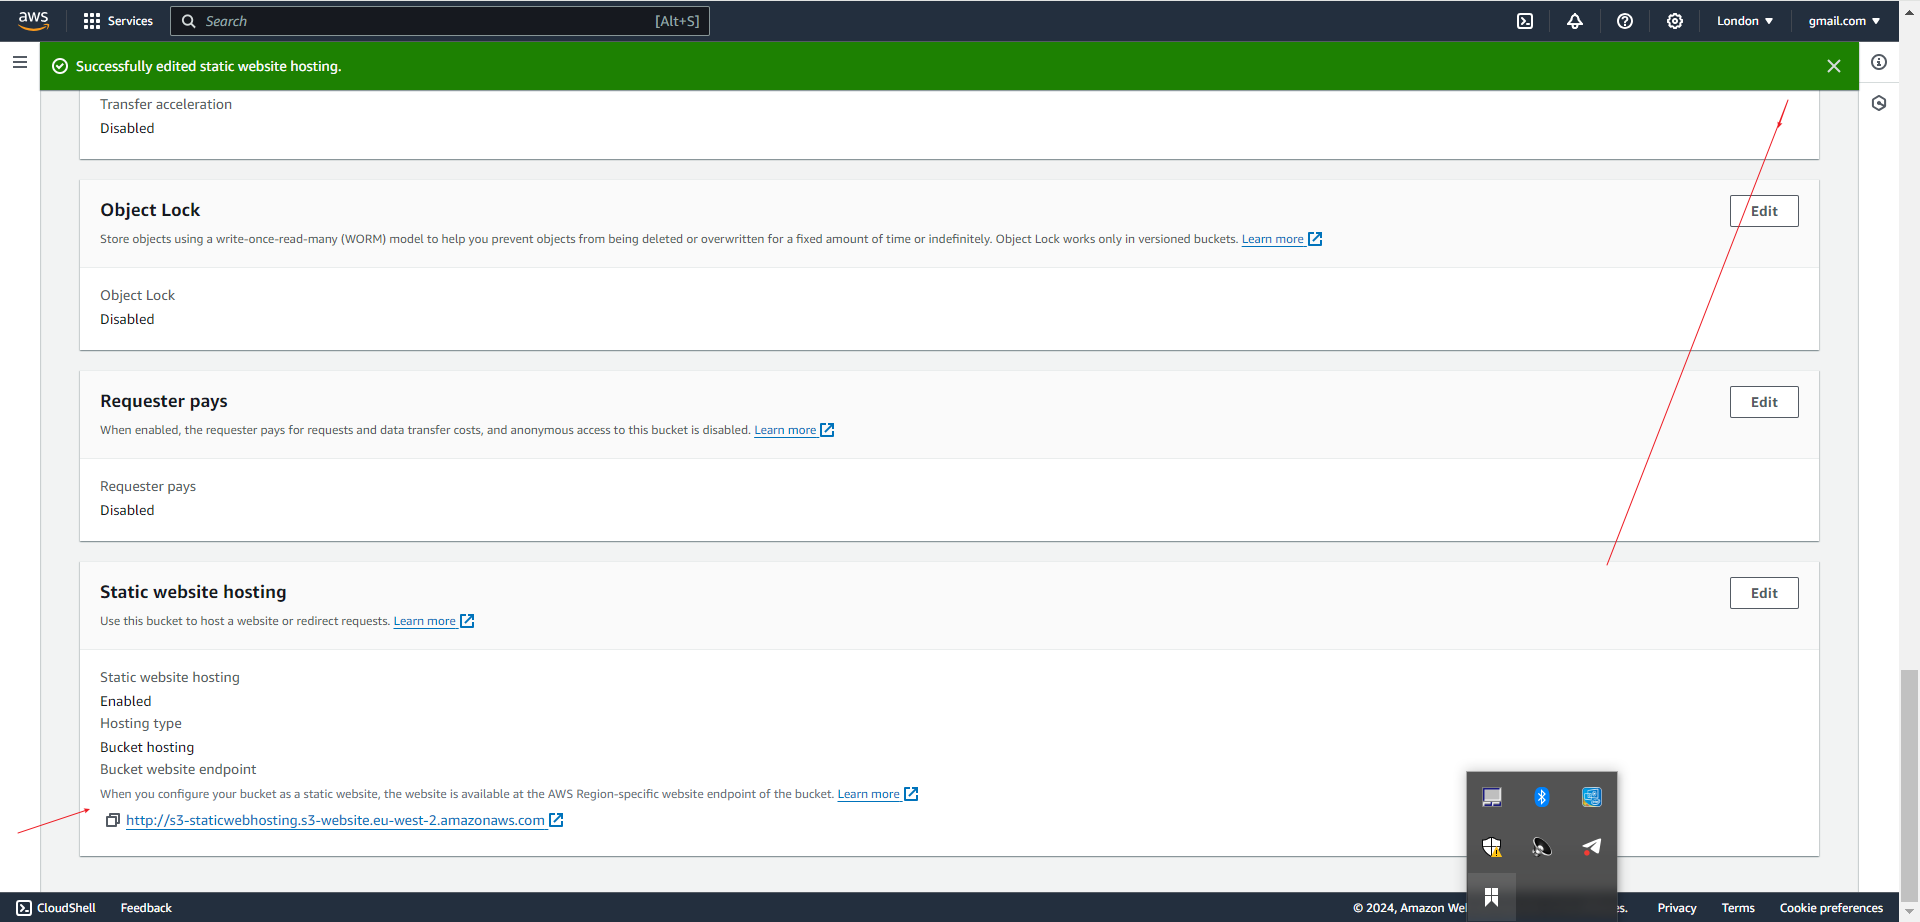 aws
Services
Search
[Alt+S]
London
gmail.com
Successfully edited static website hosting.
Transfer acceleration
Disabled
Object Lock
Edit
Store objects using a write-once-read-many (WORM) model to help you prevent objects from being deleted or overwritten for a fixed amount of time or indefinitely. Object Lock works only in versioned buckets. Learn more
Object Lock
Disabled
Requester pays
Edit
When enabled, the requester pays for requests and data transfer costs, and anonymous access to this bucket is disabled. Learn more
Requester pays
Disabled
Static website hosting
Edit
Use this bucket to host a website or redirect requests. Learn more
Static website hosting
Enabled
Hosting type
Bucket hosting
Bucket website endpoint
When you configure your bucket as a static website, the website is available at the AWS Region-specific website endpoint of the bucket. Learn more
http://s3-staticwebhosting.s3-website.eu-west-2.amazonaws.com
CloudShell
Feedback
© 2024, Amazon
Privacy
Terms
Cookie preferences